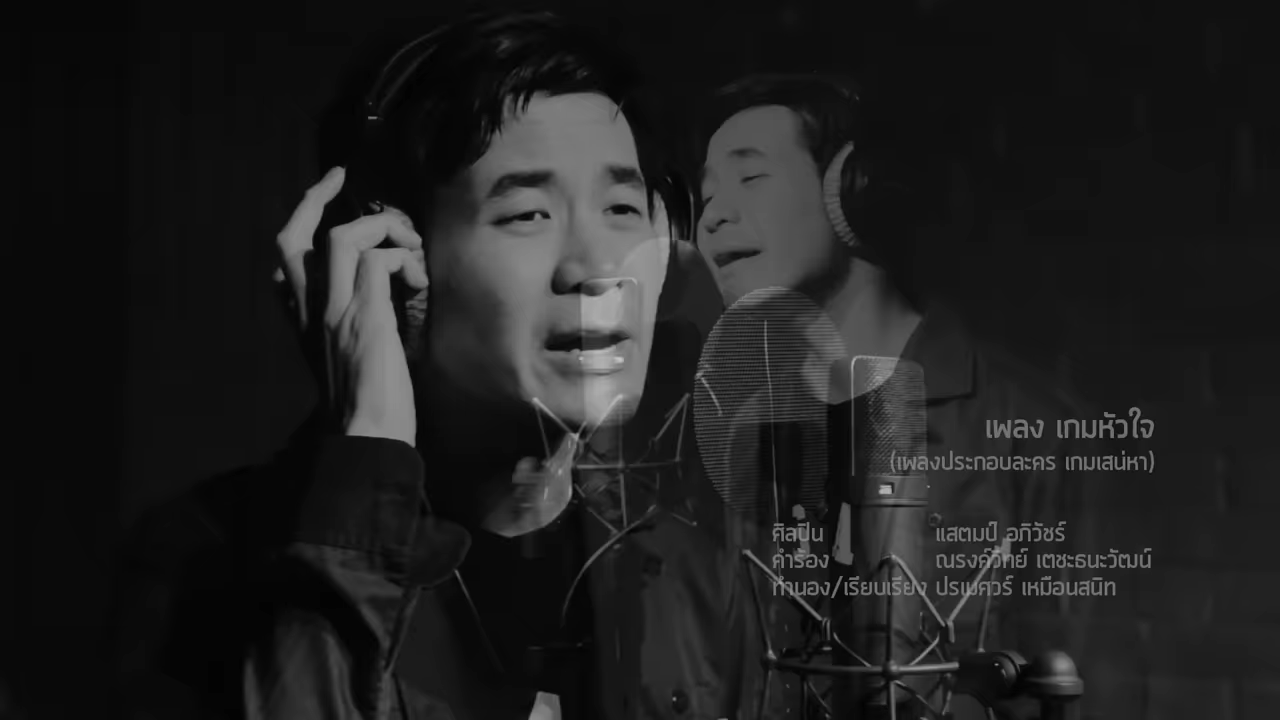 เพลง เกมหัวใจ
(เพลงประกอบละคร เกมเสน่หา)
ศิลปิน แสตมป์ อภิวัชร์
คำร้อง ณรงค์วิทย์ เตชะธนะวัฒน์
ทำนอง/เรียบเรียง ปรเมศวร์ เหมือนสนิท